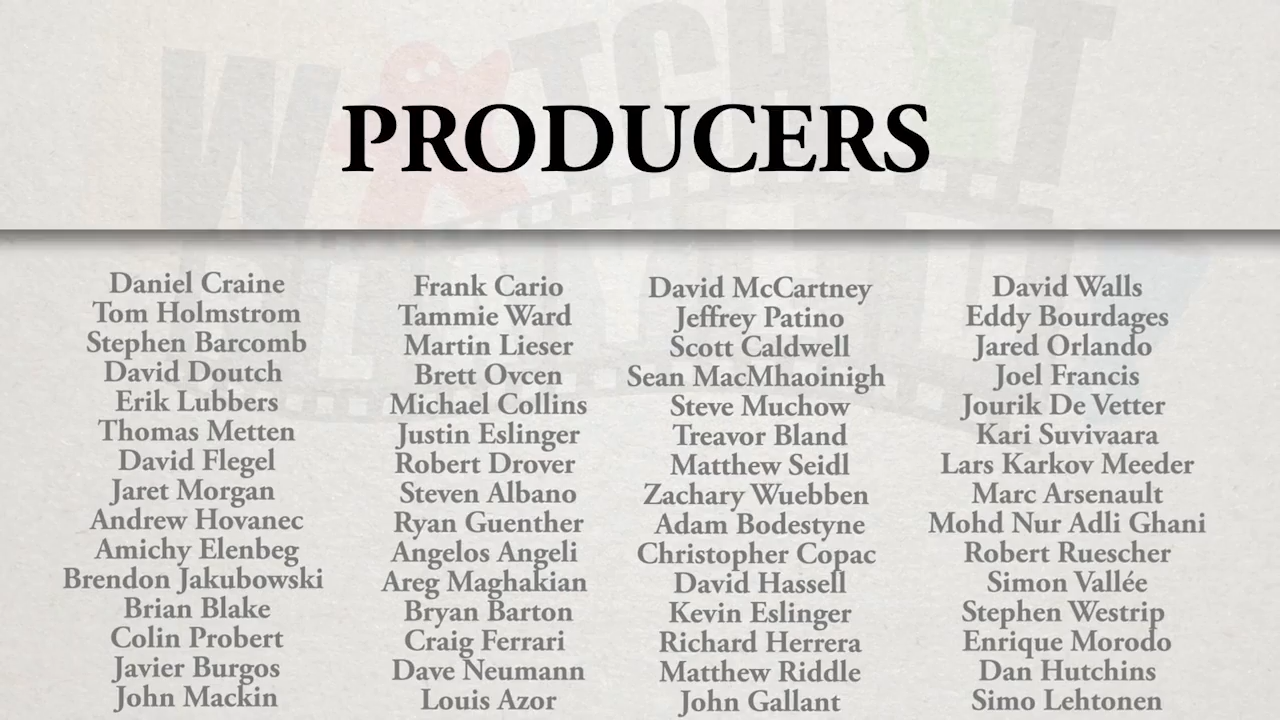 WATCH IT
PLAYED
PRODUCERS
Daniel Craine
Tom Holmstrom
Stephen Barcomb
David Doutch
Erik Lubbers
Thomas Metten
David Flegel
Jaret Morgan
Andrew Hovanec
Amichy Elenbeg
Brendon Jakubowski
Brian Blake
Colin Probert
Javier Burgos
John Mackin
Frank Cario
Tammie Ward
Martin Lieser
Brett Ovcen
Michael Collins
Justin Eslinger
Robert Drover
Steven Albano
Ryan Guenther
Angelos Angeli
Areg Maghakian
Bryan Barton
Craig Ferrari
Dave Neumann
Louis Azor
David McCartney
Jeffrey Patino
Scott Caldwell
Sean MacMhaoinigh
Steve Muchow
Treavor Bland
Matthew Seidl
Zachary Wuebben
Adam Bodestyne
Christopher Copac
David Hassell
Kevin Eslinger
Richard Herrera
Matthew Riddle
John Gallant
David Walls
Eddy Bourdages
Jared Orlando
Joel Francis
Jourik De Vetter
Kari Suvivaara
Lars Karkov Meeder
Marc Arsenault
Mohd Nur Adli Ghani
Robert Ruescher
Simon Vallée
Stephen Westrip
Enrique Morodo
Dan Hutchins
Simo Lehtonen